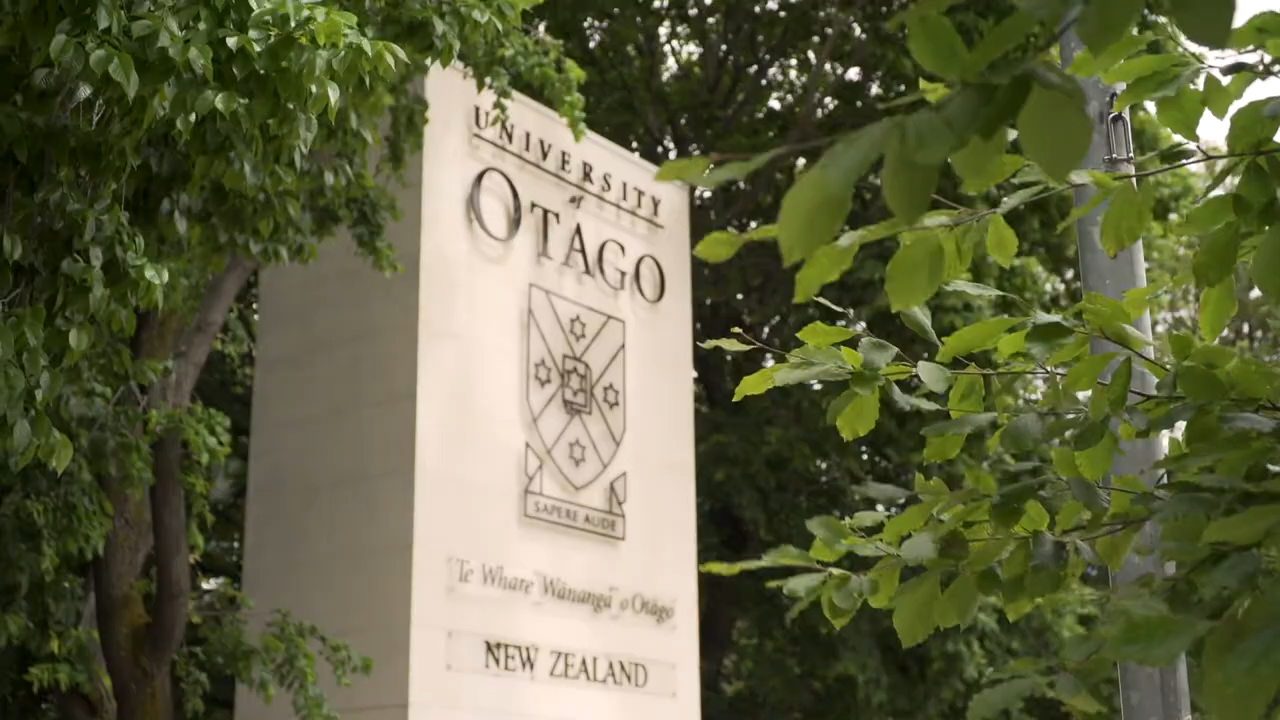 UNIVERSITY
of
OTAGO
SAPERE AUDE
Te Whare Wānanga o Otāgo
NEW ZEALAND